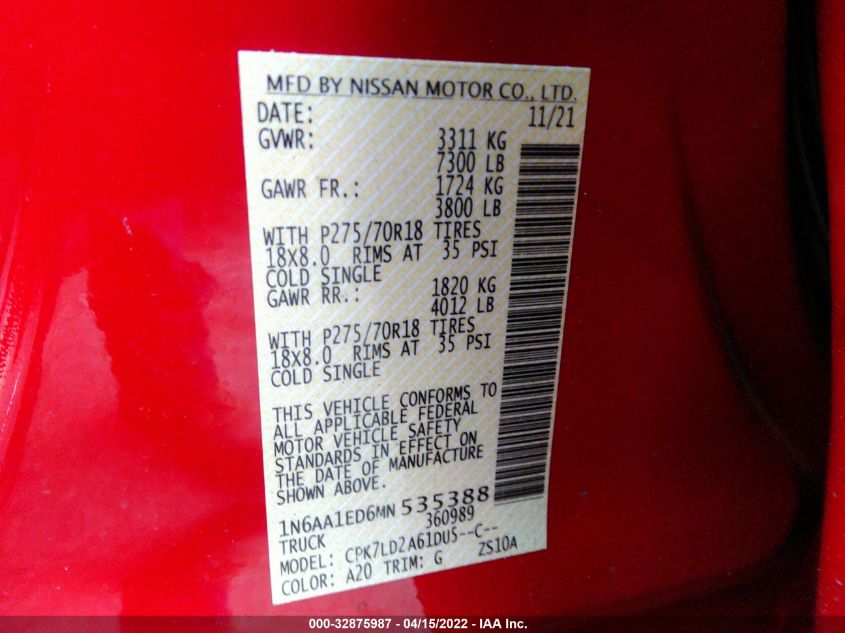 MFD BY NISSAN MOTOR CO., LTD.
DATE: 11/21
GVWR: 3311 KG
7300 LB
GAWR FR.: 1724 KG
3800 LB
WITH P275/70R18 TIRES
18X8.0 RIMS AT 35 PSI
COLD SINGLE
GAWR RR.: 1820 KG
4012 LB
WITH P275/70R18 TIRES
18X8.0 RIMS AT 35 PSI
COLD SINGLE
THIS VEHICLE CONFORMS TO
ALL APPLICABLE FEDERAL
MOTOR VEHICLE SAFETY
STANDARDS IN EFFECT ON
THE DATE OF MANUFACTURE
SHOWN ABOVE.
1N6AA1ED6MN535388
TRUCK 360989
MODEL: CPK7LD2A61DU5--C--
COLOR: A20 TRIM: G ZS10A
000-32875987 - 04/15/2022 - IAA Inc.